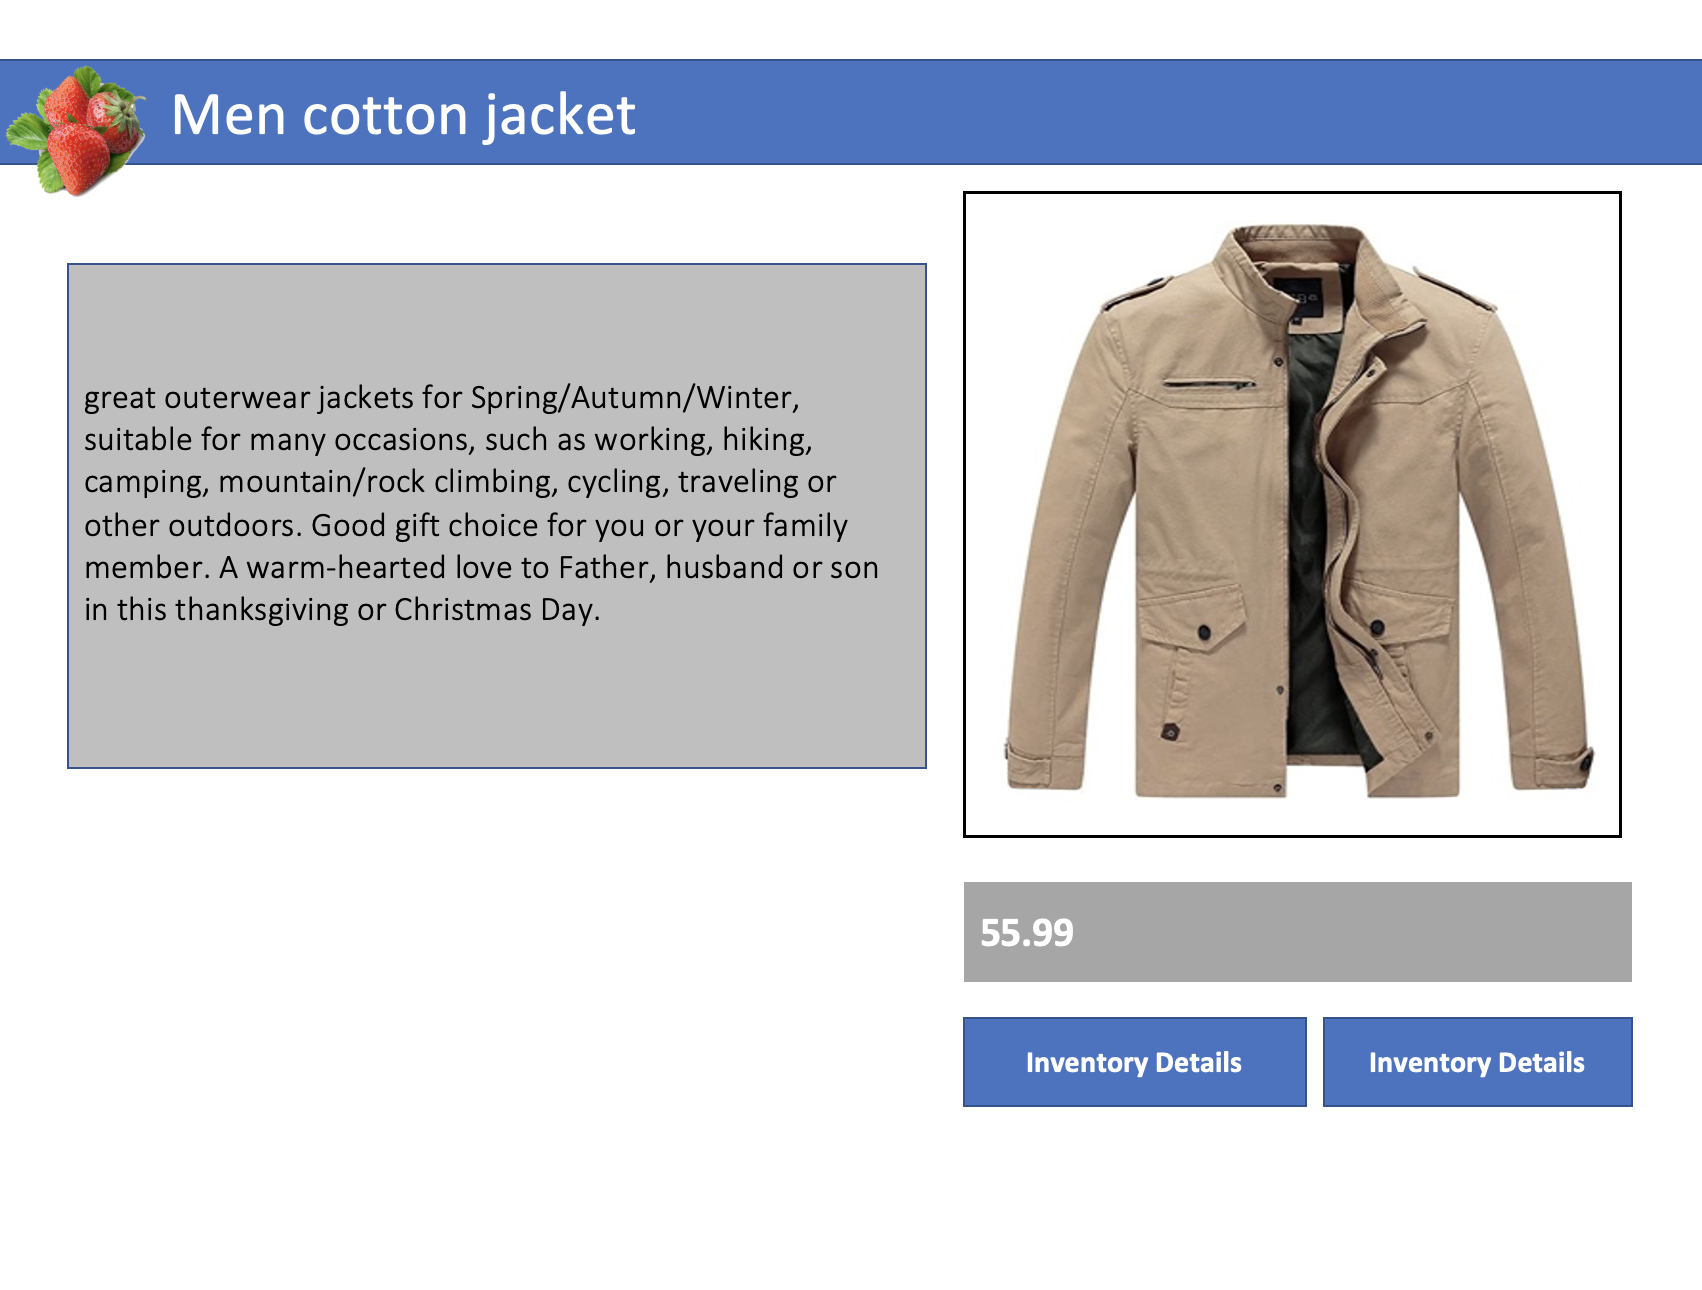 Men cotton jacket
great outerwear jackets for Spring/Autumn/Winter,
suitable for many occasions, such as working, hiking,
camping, mountain/rock climbing, cycling, traveling or
other outdoors. Good gift choice for you or your family
member. A warm-hearted love to Father, husband or son
in this thanksgiving or Christmas Day.
55.99
Inventory Details
Inventory Details